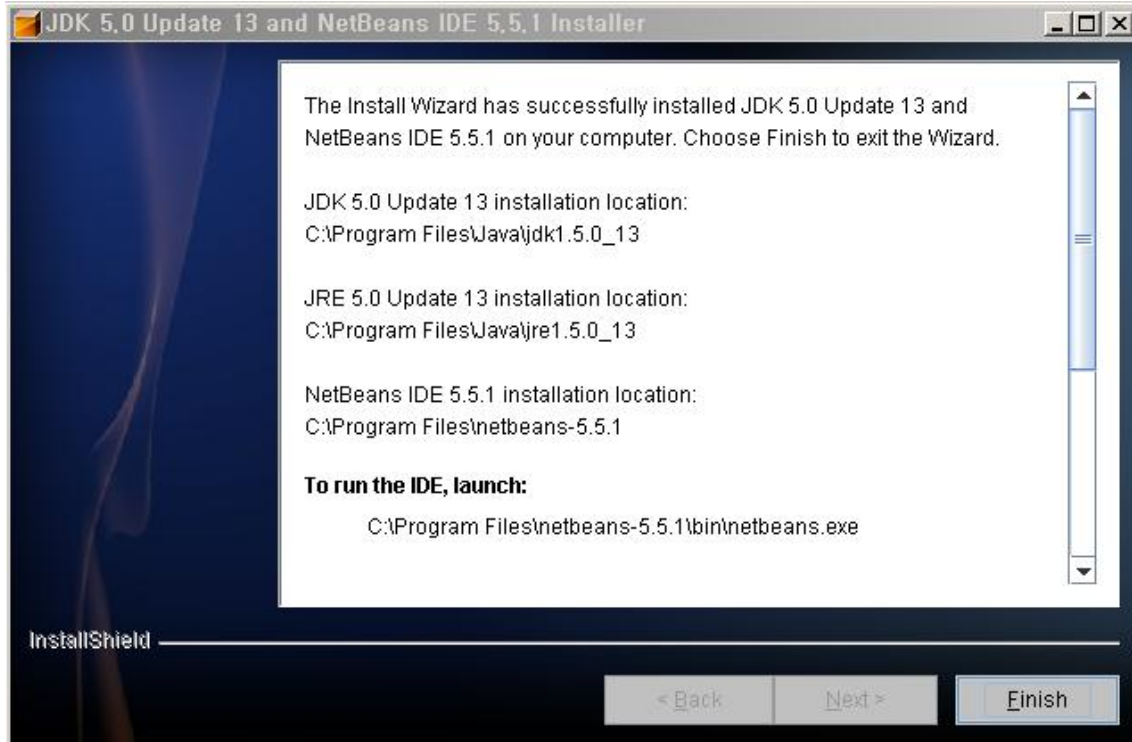 JDK 5.0 Update 13 and NetBeans IDE 5.5.1 Installer
The Install Wizard has successfully installed JDK 5.0 Update 13 and
NetBeans IDE 5.5.1 on your computer. Choose Finish to exit the Wizard.
JDK 5.0 Update 13 installation location:
C:\Program Files\Java\jdk1.5.0_13
JRE 5.0 Update 13 installation location:
C:\Program Files\Java\jre1.5.0_13
NetBeans IDE 5.5.1 installation location:
C:\Program Files\netbeans-5.5.1
To run the IDE, launch:
C:\Program Files\netbeans-5.5.1\bin\netbeans.exe
InstallShield
< Back
Next >
Finish